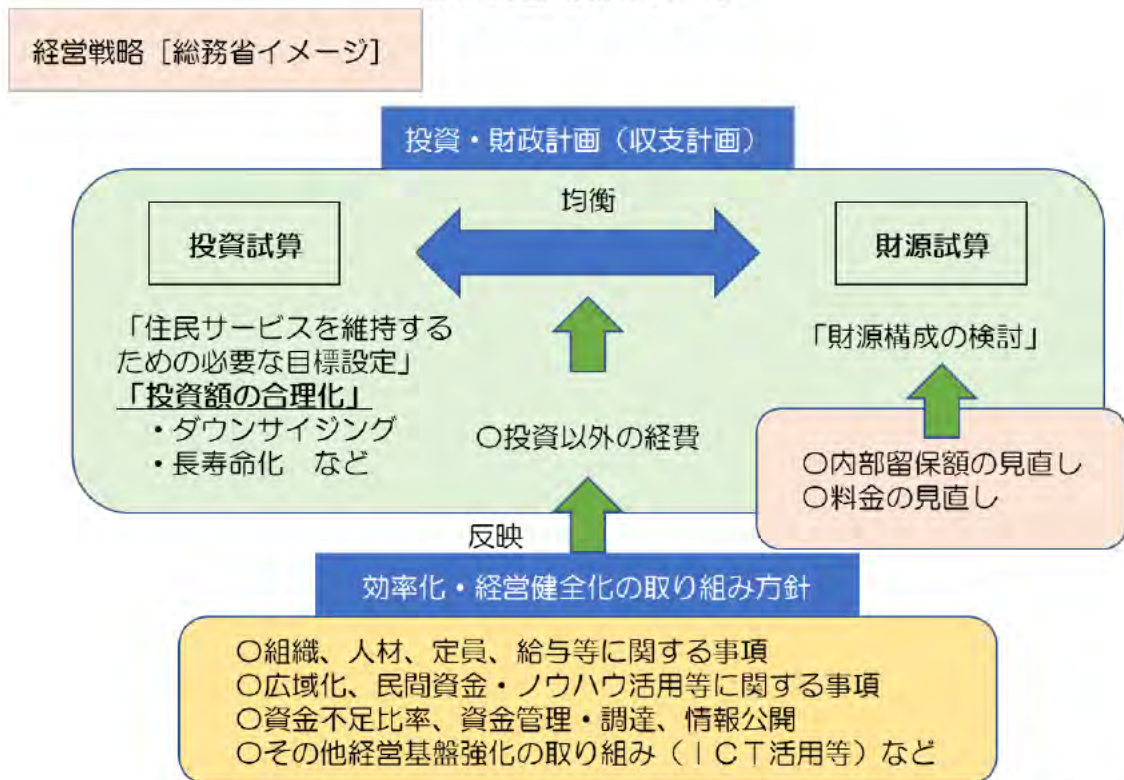 経営戦略［総務省イメージ］
投資・財政計画（収支計画）
均衡
投資試算
財源試算
「住民サービスを維持する
ための必要な目標設定」
「投資額の合理化」
・ダウンサイジング
・長寿命化　など
〇投資以外の経費
「財源構成の検討」
〇内部留保額の見直し
〇料金の見直し
反映
効率化・経営健全化の取り組み方針
〇組織、人材、定員、給与等に関する事項
〇広域化、民間資金・ノウハウ活用等に関する事項
〇資金不足比率、資金管理・調達、情報公開
〇その他経営基盤強化の取り組み（ＩＣＴ活用等）など